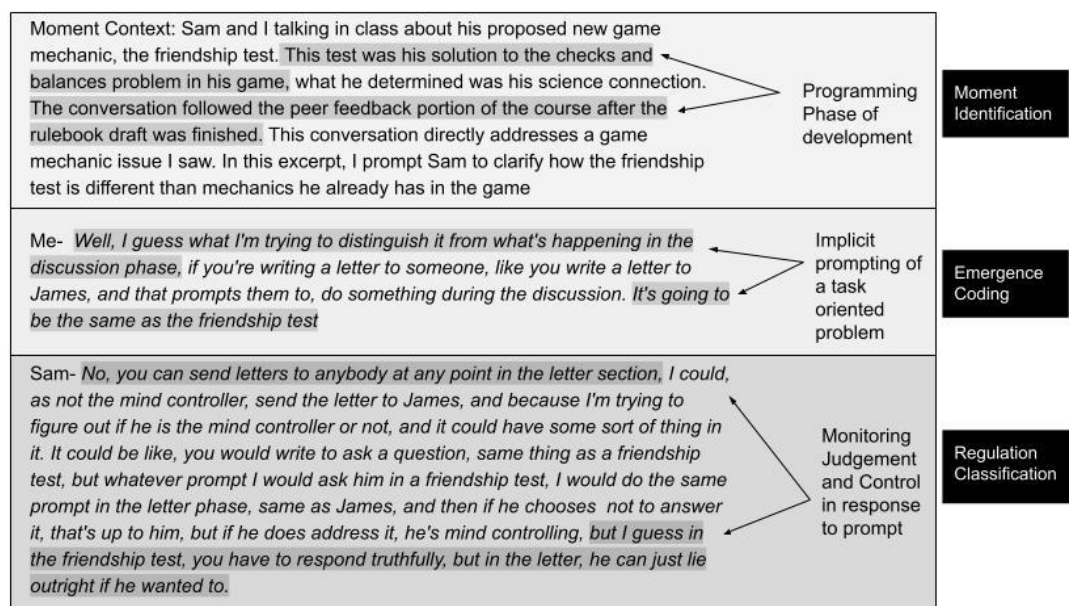 Moment Context: Sam and I talking in class about his proposed new game
mechanic, the friendship test. This test was his solution to the checks and
balances problem in his game, what he determined was his science connection.
The conversation followed the peer feedback portion of the course after the
rulebook draft was finished. This conversation directly addresses a game
mechanic issue I saw. In this excerpt, I prompt Sam to clarify how the friendship
test is different than mechanics he already has in the game
Programming
Phase of
development
Moment
Identification
Me- Well, I guess what I'm trying to distinguish it from what's happening in the
discussion phase, if you're writing a letter to someone, like you write a letter to
James, and that prompts them to, do something during the discussion. It's going to
be the same as the friendship test
Implicit
prompting of
a task
oriented
problem
Emergence
Coding
Sam- No, you can send letters to anybody at any point in the letter section, I could,
as not the mind controller, send the letter to James, and because I'm trying to
figure out if he is the mind controller or not, and it could have some sort of thing in
it. It could be like, you would write to ask a question, same thing as a friendship
test, but whatever prompt I would ask him in a friendship test, I would do the same
prompt in the letter phase, same as James, and then if he chooses not to answer
it, that's up to him, but if he does address it, he's mind controlling, but I guess in
the friendship test, you have to respond truthfully, but in the letter, he can just lie
outright if he wanted to.
Monitoring
Judgement
and Control
in response
to prompt
Regulation
Classification